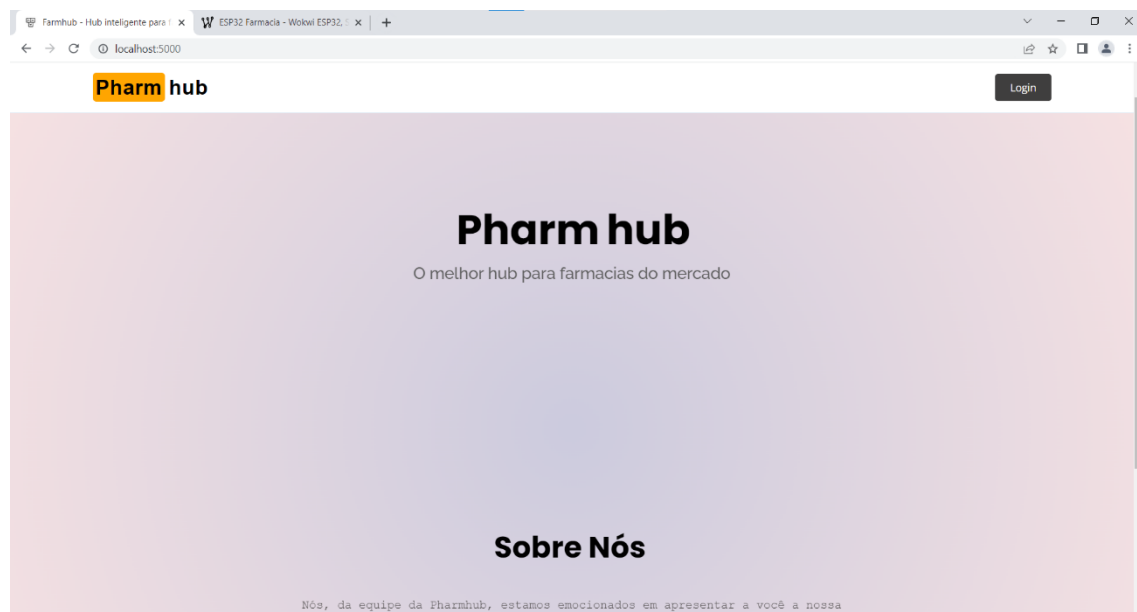 Farmhub - Hub inteligente para f
ESP32 Farmacia - Wokwi ESP32, S
localhost:5000
Pharm hub
Login
Pharm hub
O melhor hub para farmacias do mercado
Sobre Nós
Nós, da equipe da Pharmhub, estamos emocionados em apresentar a você a nossa